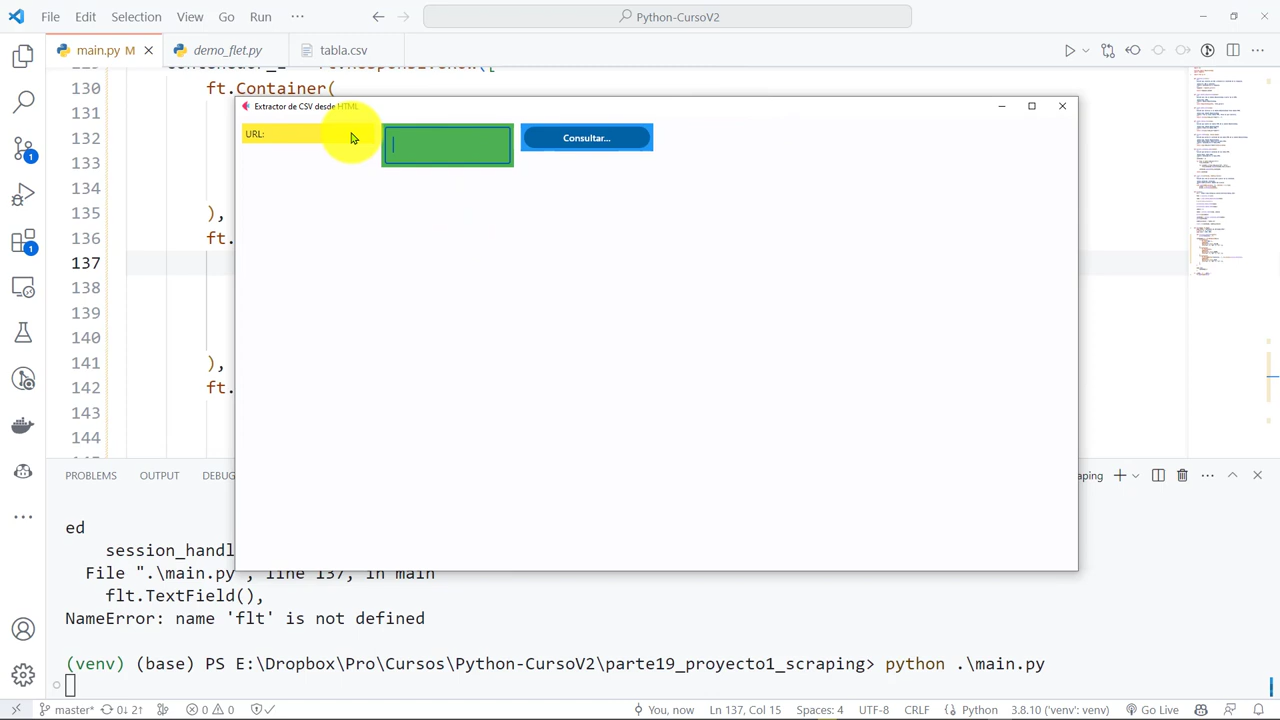 File Edit Selection View Go Run ··· Python-CursoV2
main.py M demo_flet.py tabla.csv
130 ft.Container(
131
132
133
134
135 ),
136 ft.
137
138
139
140
141 ),
142 ft.
143
144
Extractor de CSV desde
URL:
Consultar...
PROBLEMS OUTPUT
ed
session_handl
File ".\main.py", line 137, in main
flt.TextField(),
NameError: name 'flt' is not defined
(venv) (base) PS E:\Dropbox\Pro\Cursos\Python-CursoV2\parte19_proyecto1_scraping> python .\main.py
master* 0↓ 2↑ 0 0 You, now Ln 137, Col 15 Spaces: 4 UTF-8 CRLF Python 3.8.10 ('venv': venv) Go Live